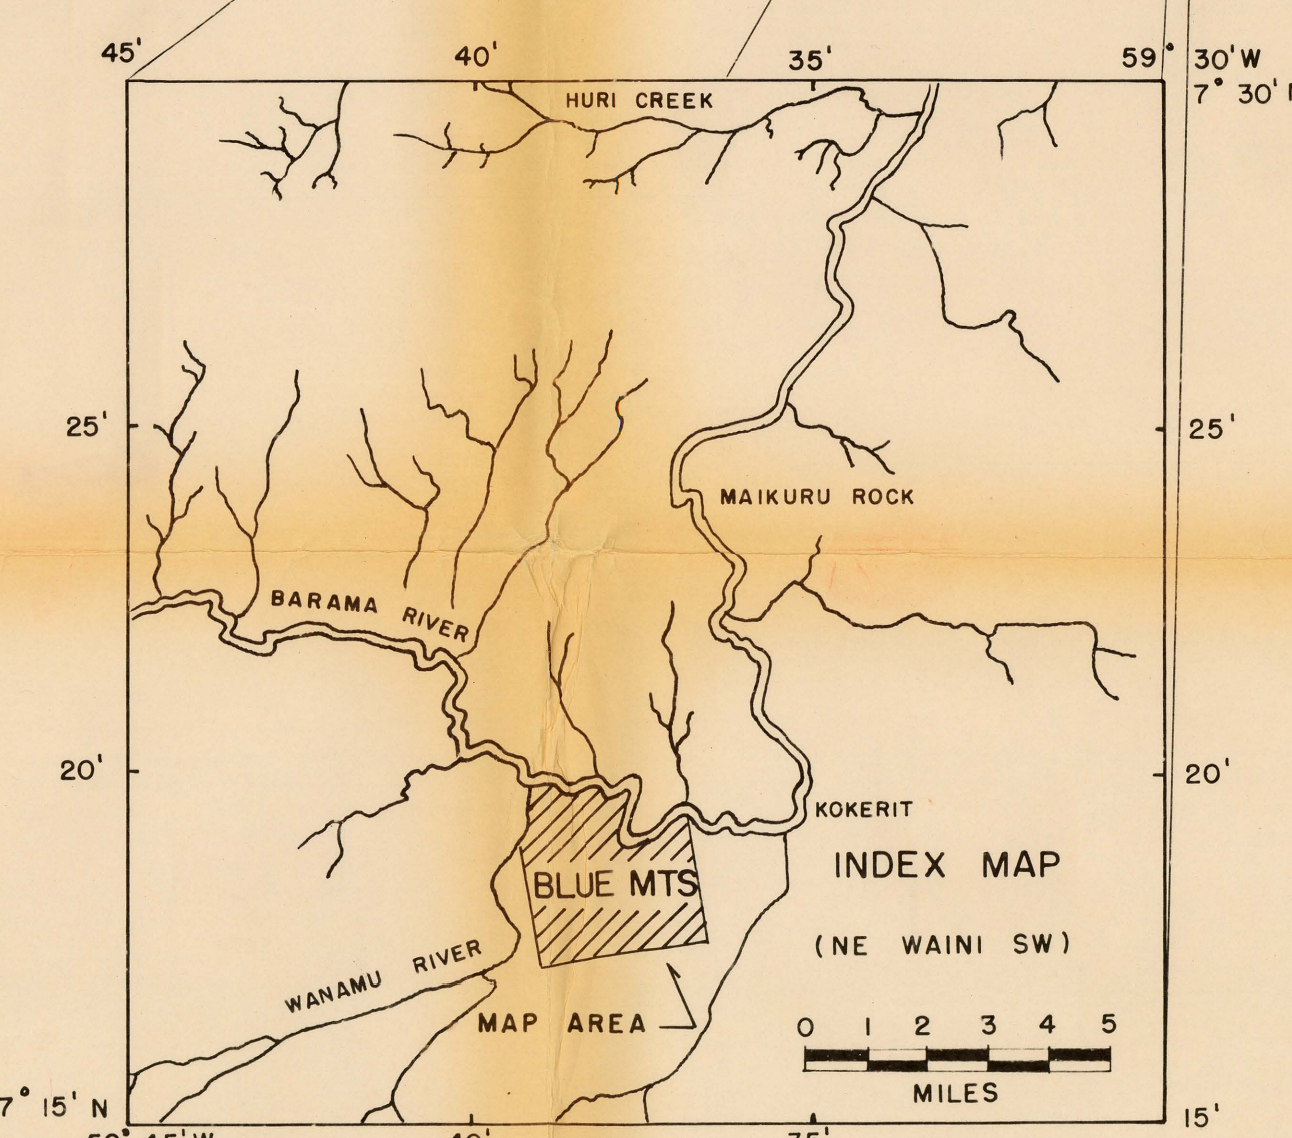 45' 40' 35' 59° 30' W
7° 30'
HURI CREEK
25' 25'
MAIKURU ROCK
BARAMA RIVER
20' 20'
KOKERIT
INDEX MAP
BLUE MTS
(NE WAINI SW)
WANAMU RIVER
MAP AREA
0 1 2 3 4 5
MILES
7° 15' N 15'